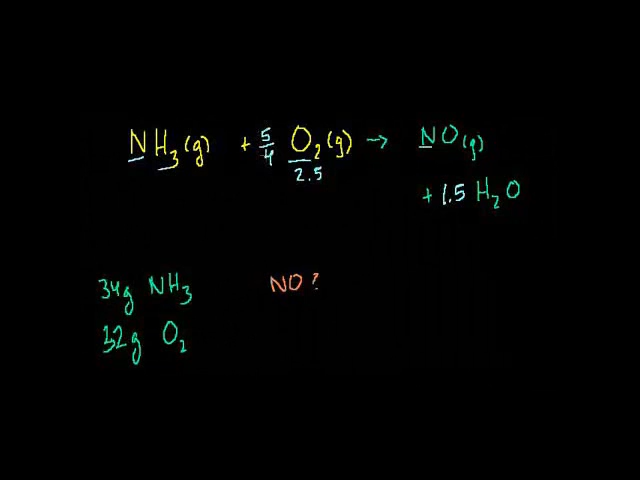 NH₃(g) + 5/4 O₂(g) → NO(g)
2.5
+ 1.5 H₂O
34g NH₃ NO?
32g O₂